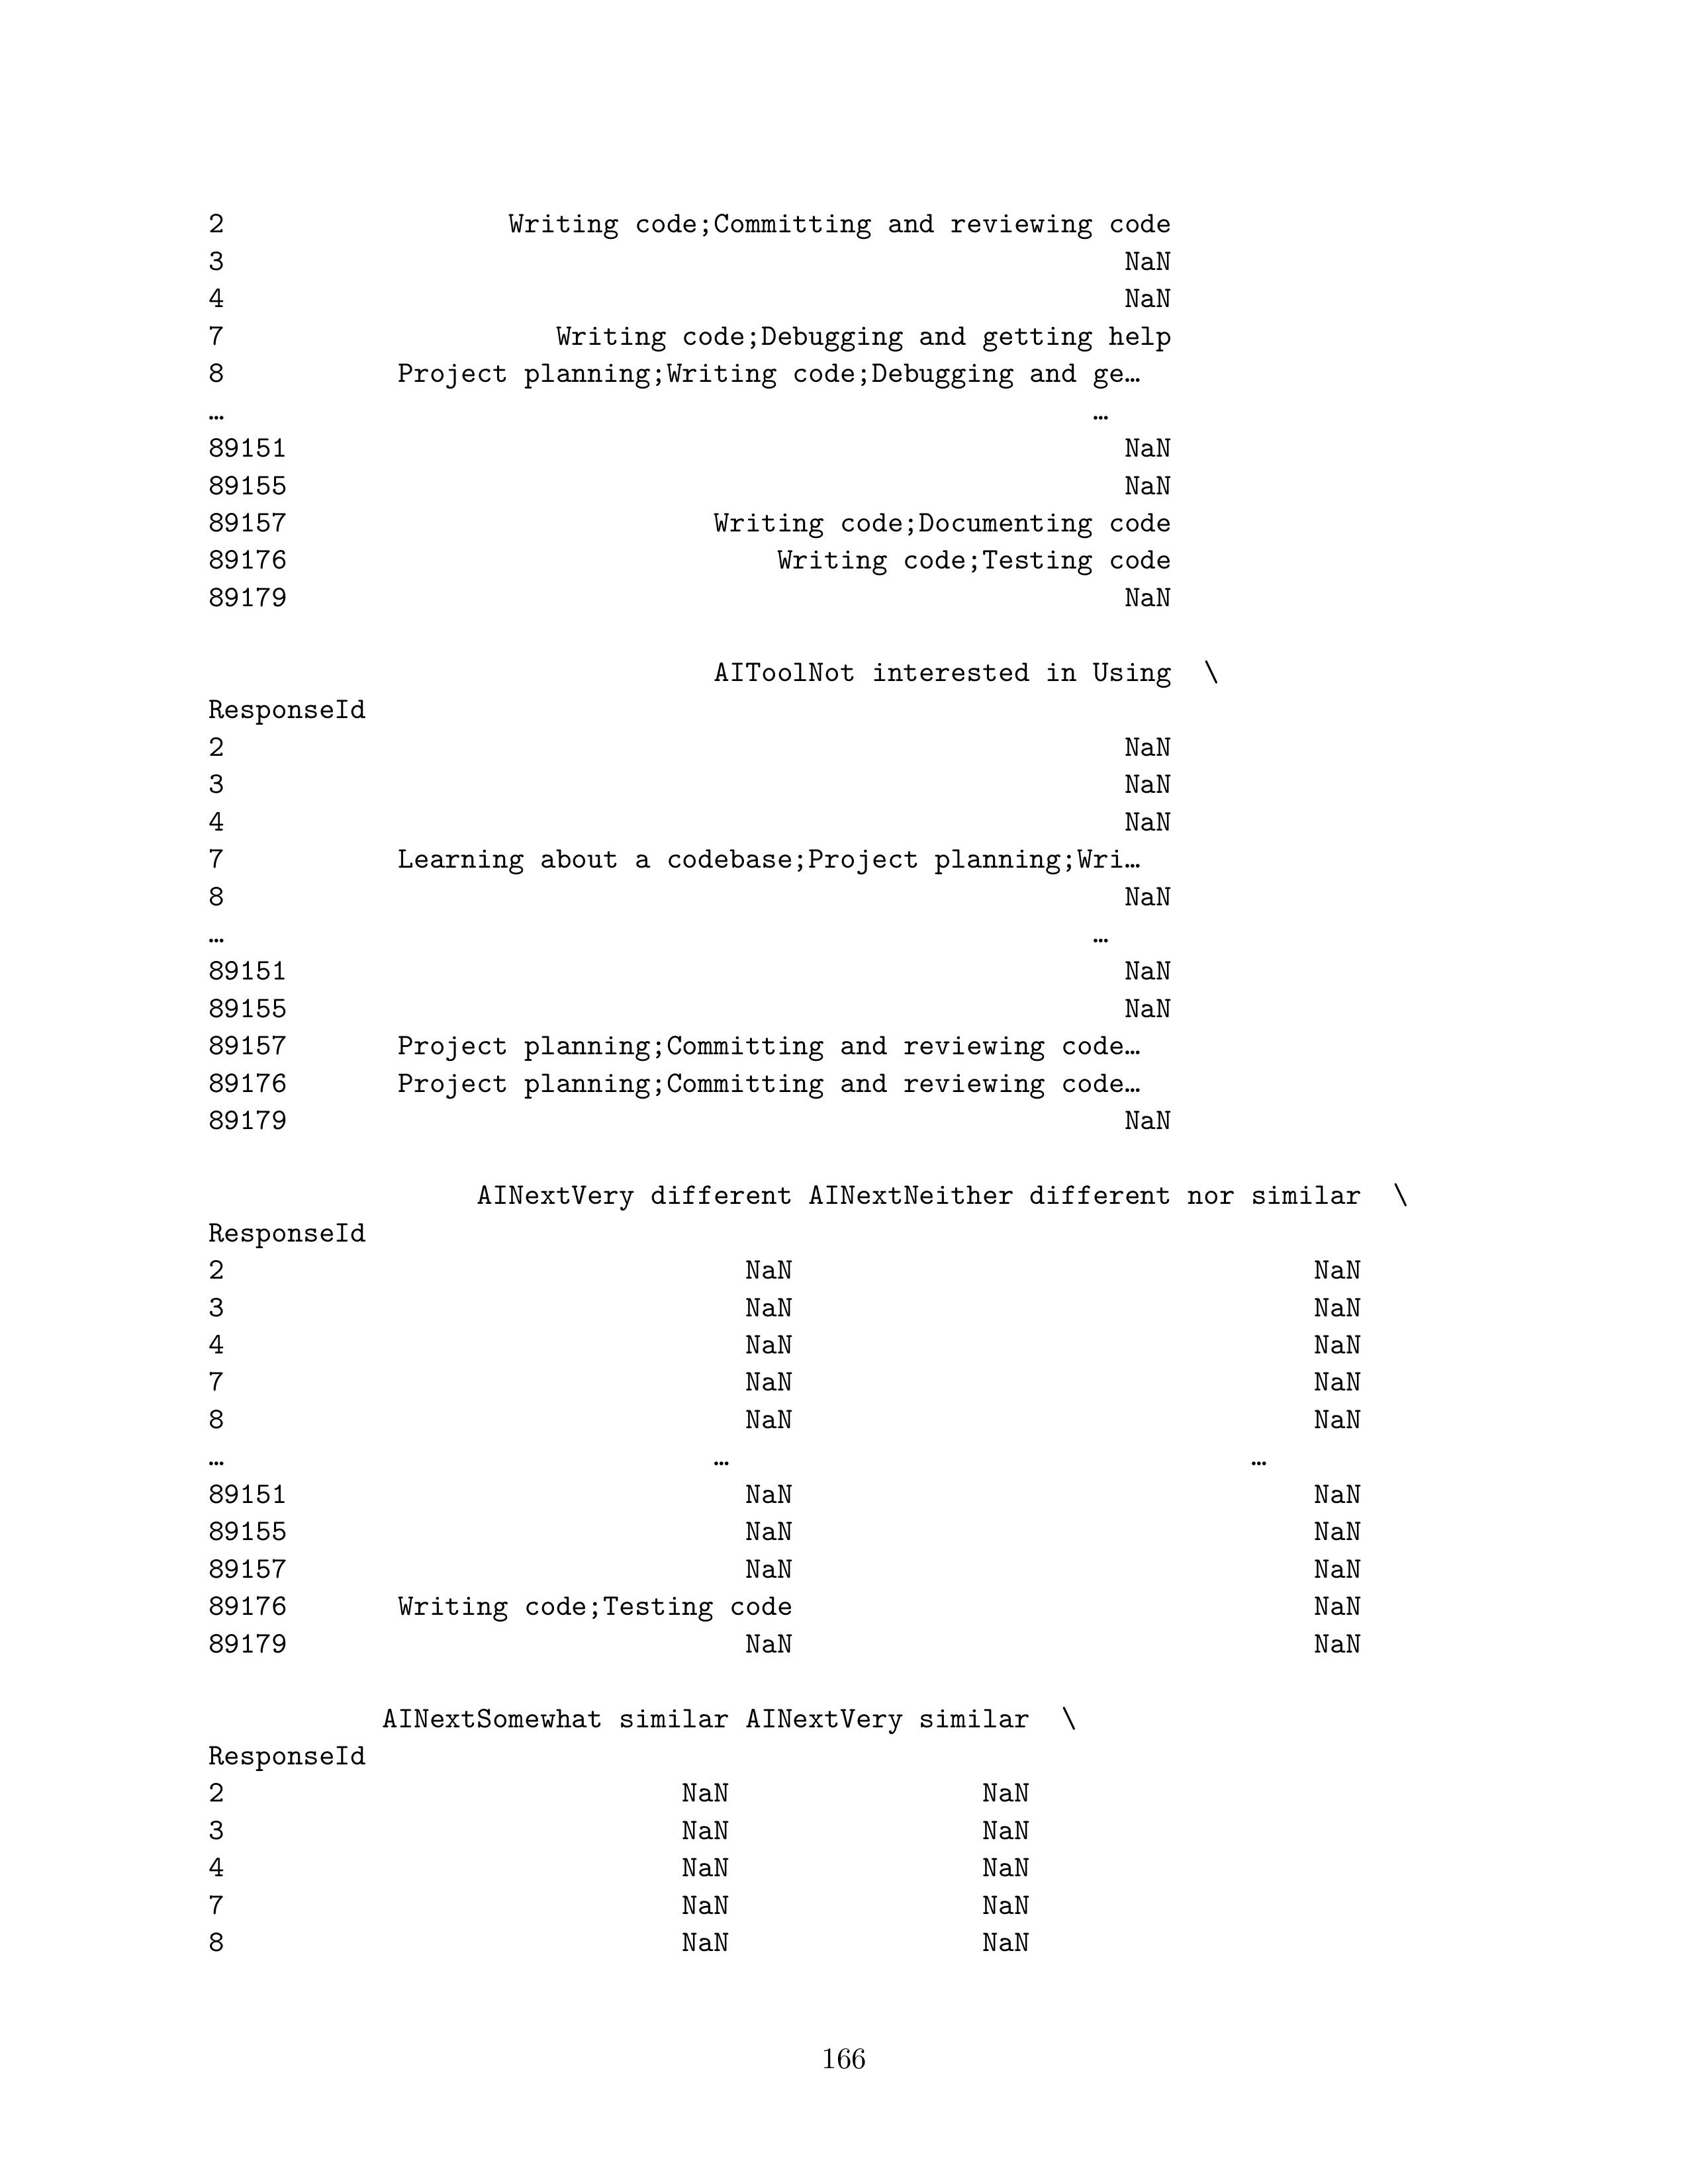 2 Writing code;Committing and reviewing code
3 NaN
4 NaN
7 Writing code;Debugging and getting help
8 Project planning;Writing code;Debugging and ge…
… …
89151 NaN
89155 NaN
89157 Writing code;Documenting code
89176 Writing code;Testing code
89179 NaN
AIToolNot interested in Using \
ResponseId
2 NaN
3 NaN
4 NaN
7 Learning about a codebase;Project planning;Wri…
8 NaN
… …
89151 NaN
89155 NaN
89157 Project planning;Committing and reviewing code…
89176 Project planning;Committing and reviewing code…
89179 NaN
AINextVery different AINextNeither different nor similar \
ResponseId
2 NaN NaN
3 NaN NaN
4 NaN NaN
7 NaN NaN
8 NaN NaN
… … …
89151 NaN NaN
89155 NaN NaN
89157 NaN NaN
89176 Writing code;Testing code NaN
89179 NaN NaN
AINextSomewhat similar AINextVery similar \
ResponseId
2 NaN NaN
3 NaN NaN
4 NaN NaN
7 NaN NaN
8 NaN NaN
166